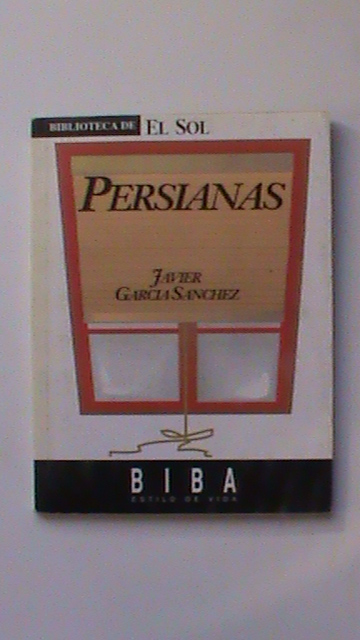 BIBLIOTECA DE EL SOL
PERSIANAS
JAVIER
GARCIA SANCHEZ
BIBA
ESTILO DE VIDA